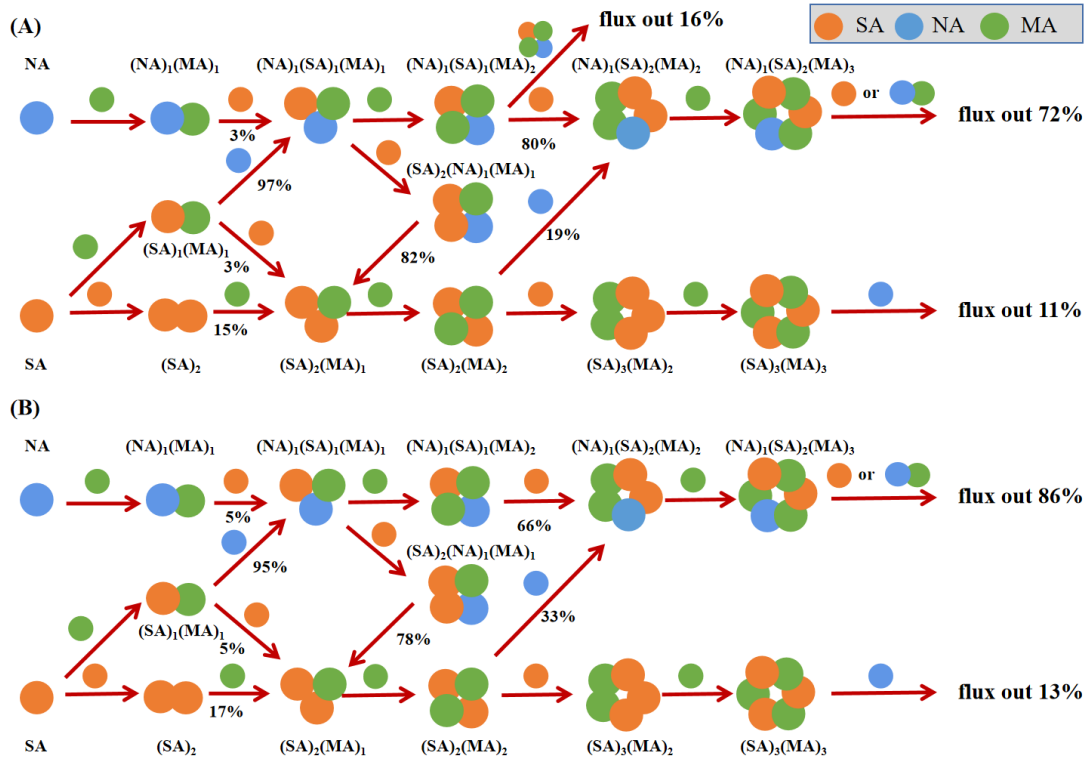 (A)
flux out 16%
SA NA MA
NA (NA)₁(MA)₁ (NA)₁(SA)₁(MA)₁ (NA)₁(SA)₁(MA)₂ (NA)₁(SA)₂(MA)₂ (NA)₁(SA)₂(MA)₃
or
flux out 72%
3%
80%
97%
(SA)₂(NA)₁(MA)₁
(SA)₁(MA)₁
3%
82%
19%
15%
flux out 11%
SA (SA)₂ (SA)₂(MA)₁ (SA)₂(MA)₂ (SA)₃(MA)₂ (SA)₃(MA)₃
(B)
NA (NA)₁(MA)₁ (NA)₁(SA)₁(MA)₁ (NA)₁(SA)₁(MA)₂ (NA)₁(SA)₂(MA)₂ (NA)₁(SA)₂(MA)₃
or
flux out 86%
5%
66%
95%
(SA)₂(NA)₁(MA)₁
(SA)₁(MA)₁
5%
78%
33%
17%
flux out 13%
SA (SA)₂ (SA)₂(MA)₁ (SA)₂(MA)₂ (SA)₃(MA)₂ (SA)₃(MA)₃